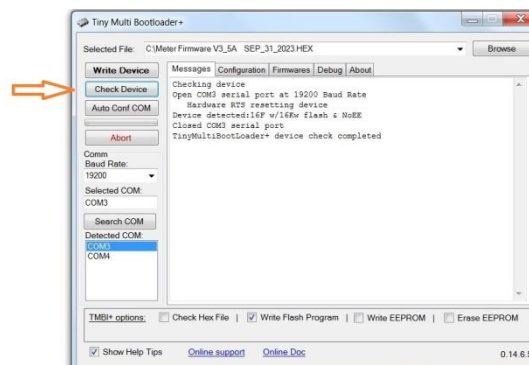 Tiny Multi Bootloader+
Selected File: C:\Meter Firmware V3_5A SEP_31_2023.HEX
Browse
Write Device
Check Device
Auto Conf COM
Abort
Comm
Baud Rate:
19200
Selected COM:
COM3
Search COM
Detected COM:
COM3
COM4
Messages Configuration Firmwares Debug About
Checking device
Open COM3 serial port at 19200 Baud Rate
Hardware RTS resetting device
Device detected:16F w/16Kw flash & NoEE
Closed COM3 serial port
TinyMultiBootLoader+ device check completed
TMBl+ options: Check Hex File | Write Flash Program | Write EEPROM | Erase EEPROM
Show Help Tips Online support Online Doc